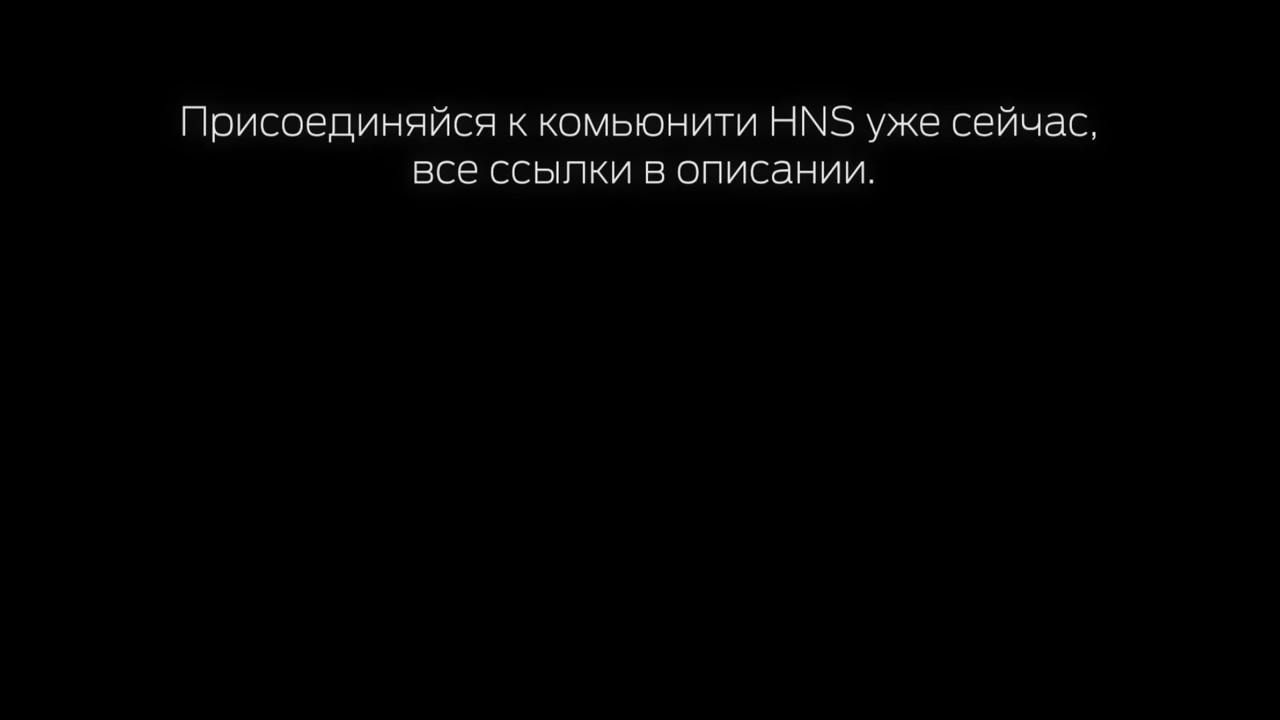 Присоединяйся к комьюнити HNS уже сейчас,
все ссылки в описании.